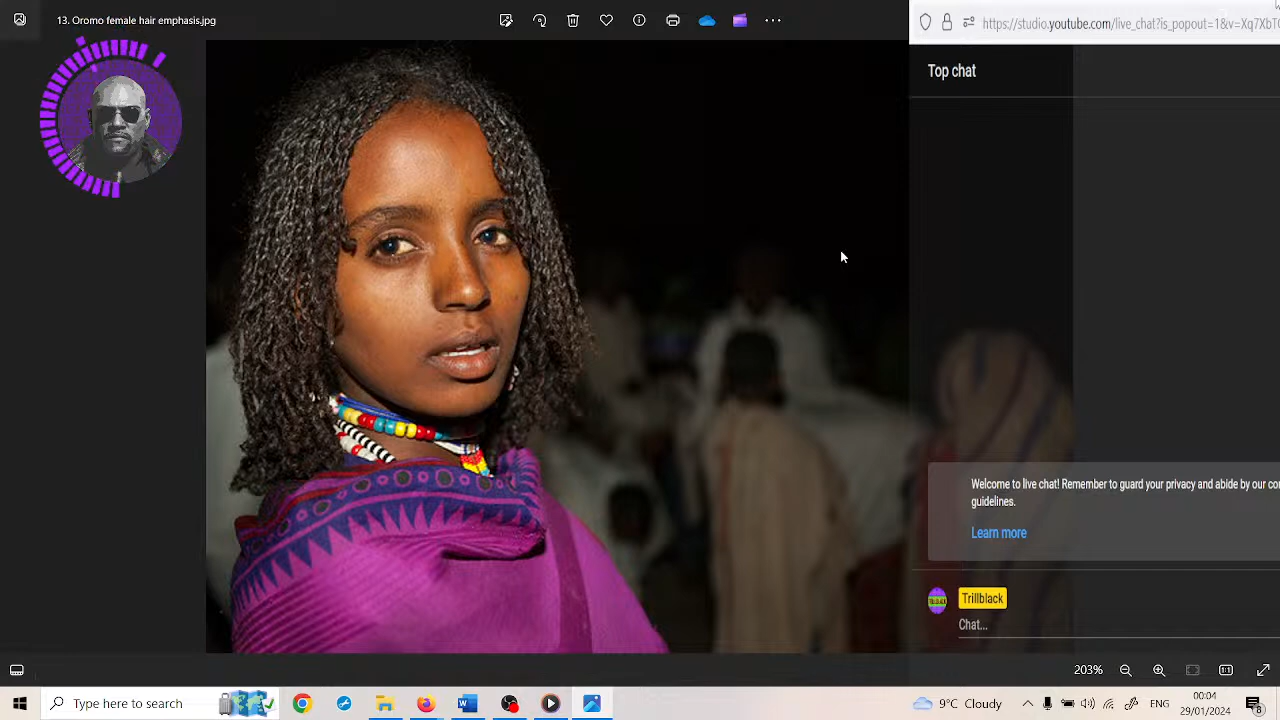 13. Oromo female hair emphasis.jpg
https://studio.youtube.com/live_chat?is_popout=1&v=Xq7Xb
Top chat
Welcome to live chat! Remember to guard your privacy and abide by our
guidelines.
Learn more
Trillblack
Chat...
203%
Type here to search
9°C Cloudy
00:04
29/01/2024